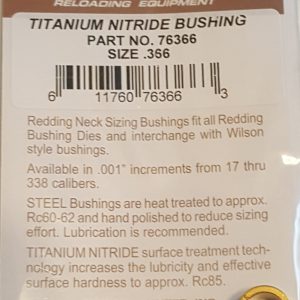 RELOADING EQUIPMENT
TITANIUM NITRIDE BUSHING
PART NO. 76366
SIZE .366
6 11760 76366 3
Redding Neck Sizing Bushings fit all Redding
Bushing Dies and interchange with Wilson
style bushings.
Available in .001" increments from 17 thru
338 calibers.
STEEL Bushings are heat treated to approx.
Rc60-62 and hand polished to reduce sizing
effort. Lubrication is recommended.
TITANIUM NITRIDE surface treatment tech-
nology increases the lubricity and effective
surface hardness to approx. Rc85.